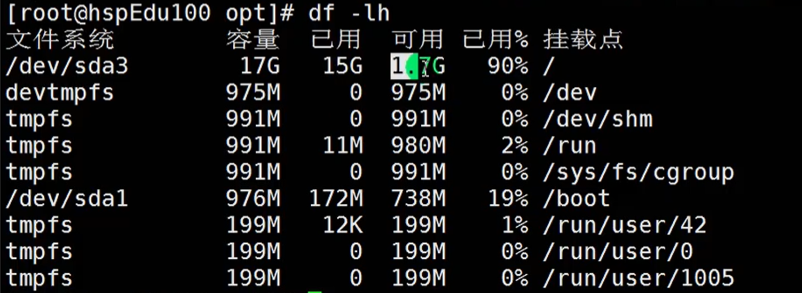 [root@hspEdu100 opt]# df -lh
文件系统 容量 已用 可用 已用% 挂载点
/dev/sda3 17G 15G 1.7G 90% /
devtmpfs 975M 0 975M 0% /dev
tmpfs 991M 0 991M 0% /dev/shm
tmpfs 991M 11M 980M 2% /run
tmpfs 991M 0 991M 0% /sys/fs/cgroup
/dev/sda1 976M 172M 738M 19% /boot
tmpfs 199M 12K 199M 1% /run/user/42
tmpfs 199M 0 199M 0% /run/user/0
tmpfs 199M 0 199M 0% /run/user/1005